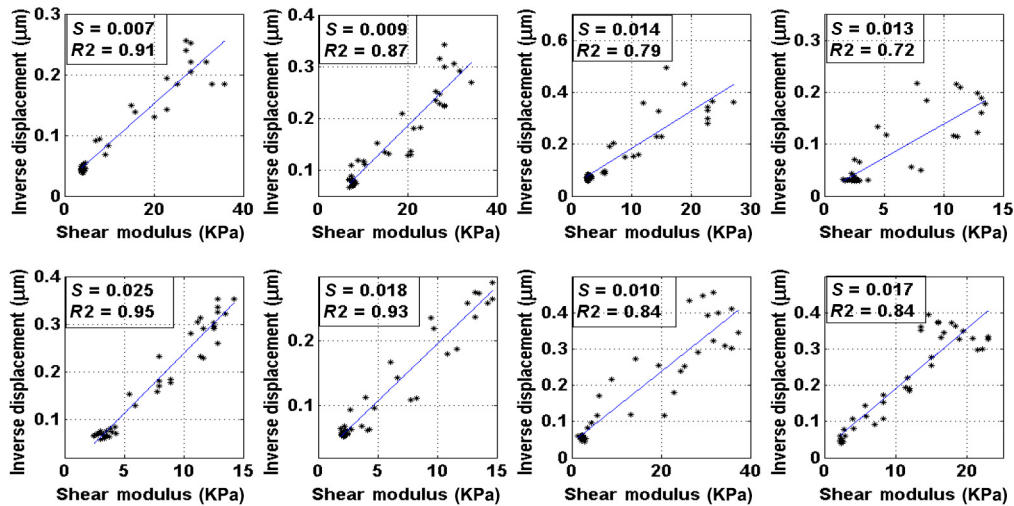 S = 0.007
R2 = 0.91
Inverse displacement (µm)
0.3
0.2
0.1
0
0 20 40
Shear modulus (KPa)
S = 0.009
R2 = 0.87
Inverse displacement (µm)
0.4
0.3
0.2
0.1
0 20 40
Shear modulus (KPa)
S = 0.014
R2 = 0.79
Inverse displacement (µm)
0.6
0.4
0.2
0
0 10 20 30
Shear modulus (KPa)
S = 0.013
R2 = 0.72
Inverse displacement (µm)
0.3
0.2
0.1
0
0 5 10 15
Shear modulus (KPa)
S = 0.025
R2 = 0.95
Inverse displacement (µm)
0.4
0.3
0.2
0.1
0 5 10 15
Shear modulus (KPa)
S = 0.018
R2 = 0.93
Inverse displacement (µm)
0.2
0.1
0 5 10 15
Shear modulus (KPa)
S = 0.010
R2 = 0.84
Inverse displacement (µm)
0.4
0.3
0.2
0.1
0
0 20 40
Shear modulus (KPa)
S = 0.017
R2 = 0.84
Inverse displacement (µm)
0.5
0.4
0.3
0.2
0.1
0
0 10 20
Shear modulus (KPa)